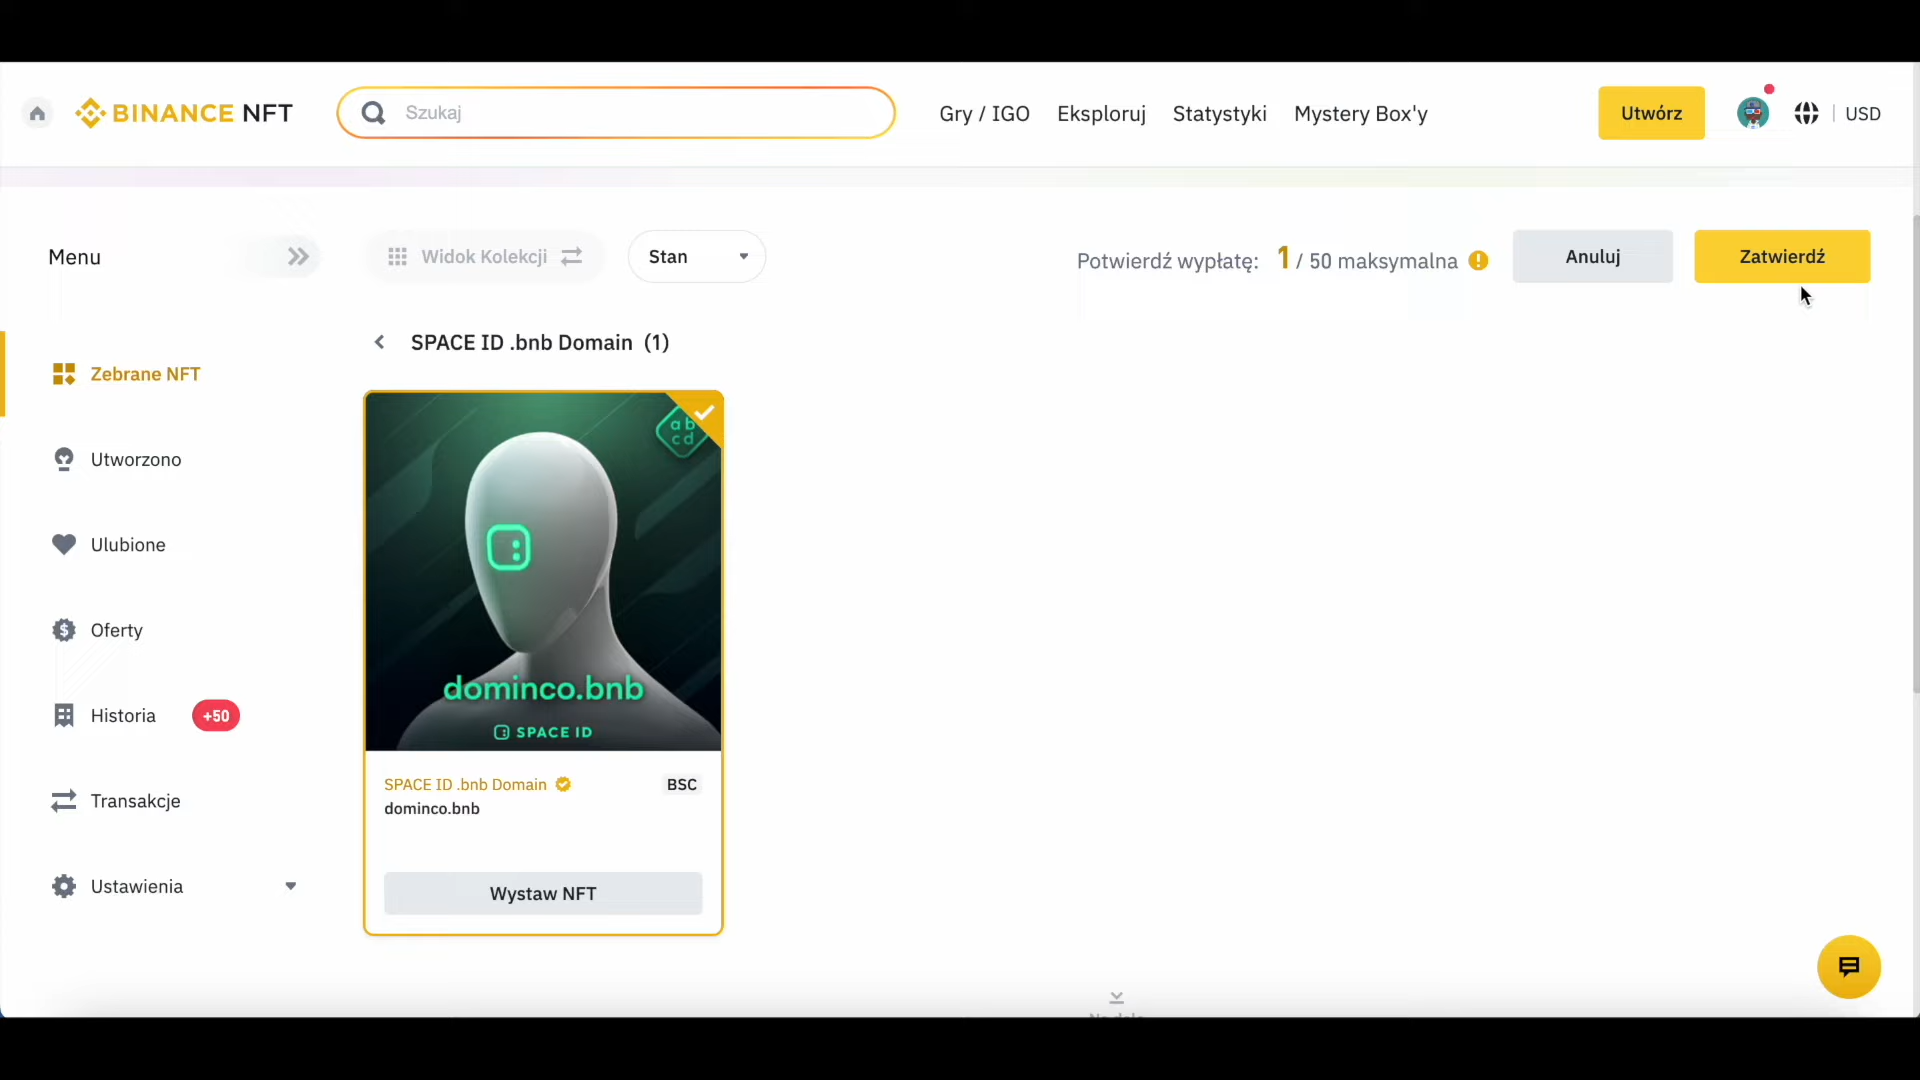 BINANCE NFT
Szukaj
Gry / IGO
Eksploruj
Statystyki
Mystery Box'y
Utwórz
USD
Menu
Widok Kolekcji
Stan
Potwierdź wypłatę: 1 / 50 maksymalna
Anuluj
Zatwierdź
SPACE ID .bnb Domain (1)
Zebrane NFT
Utworzono
Ulubione
Oferty
Historia +50
Transakcje
Ustawienia
ab
cd
dominco.bnb
SPACE ID
SPACE ID .bnb Domain
BSC
dominco.bnb
Wystaw NFT